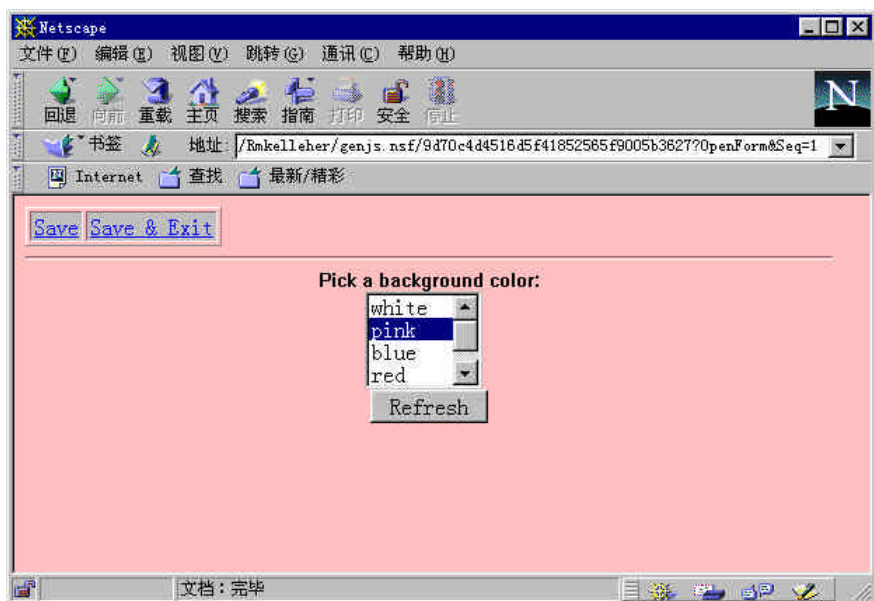 Netscape
文件(F) 编辑(E) 视图(V) 跳转(G) 通讯(C) 帮助(H)
回退 向前 重载 主页 搜索 指南 打印 安全 停止
N
书签 地址: /Rmkelleher/genjs.nsf/9d70c4d4516d5f41852565f9005b3627?OpenForm&Seq=1
Internet 查找 最新/精彩
Save Save & Exit
Pick a background color:
white
pink
blue
red
Refresh
文档：完毕